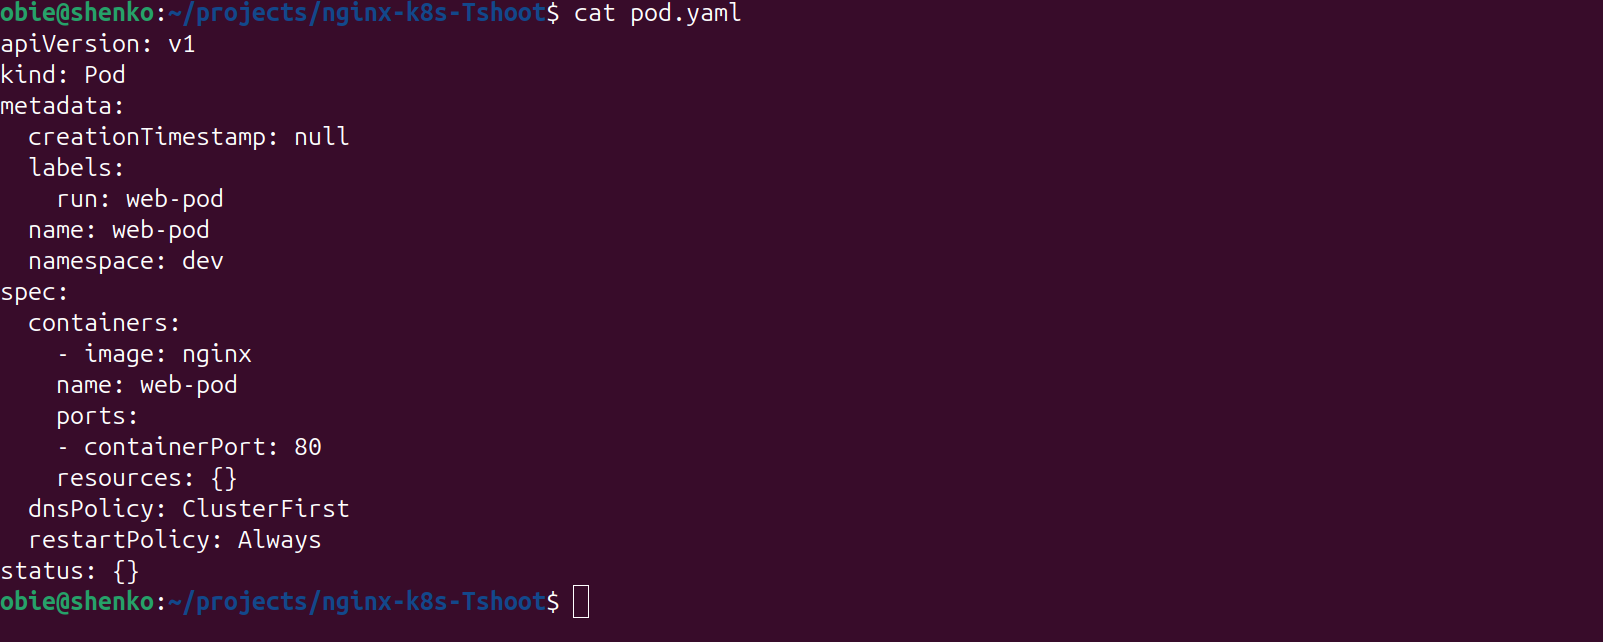 obie@shenko:~/projects/nginx-k8s-Tshoot$ cat pod.yaml
apiVersion: v1
kind: Pod
metadata:
  creationTimestamp: null
  labels:
    run: web-pod
  name: web-pod
  namespace: dev
spec:
  containers:
    - image: nginx
    name: web-pod
    ports:
    - containerPort: 80
    resources: {}
  dnsPolicy: ClusterFirst
  restartPolicy: Always
status: {}
obie@shenko:~/projects/nginx-k8s-Tshoot$